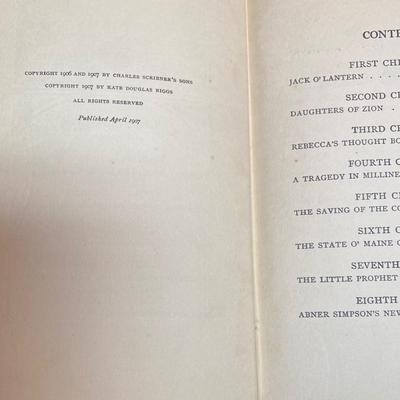 COPYRIGHT 1906 AND 1907 BY CHARLES SCRIBNER'S SONS
COPYRIGHT 1907 BY KATE DOUGLAS RIGGS
ALL RIGHTS RESERVED
Published April 1907
CONTE
FIRST CH
JACK O'LANTERN . . . .
SECOND C
DAUGHTERS OF ZION .
THIRD C
REBECCA'S THOUGHT BO
FOURTH C
A TRAGEDY IN MILLINE
FIFTH C
THE SAVING OF THE CO
SIXTH C
THE STATE O' MAINE
SEVENTH
THE LITTLE PROPHET
EIGHTH
ABNER SIMPSON'S NEW